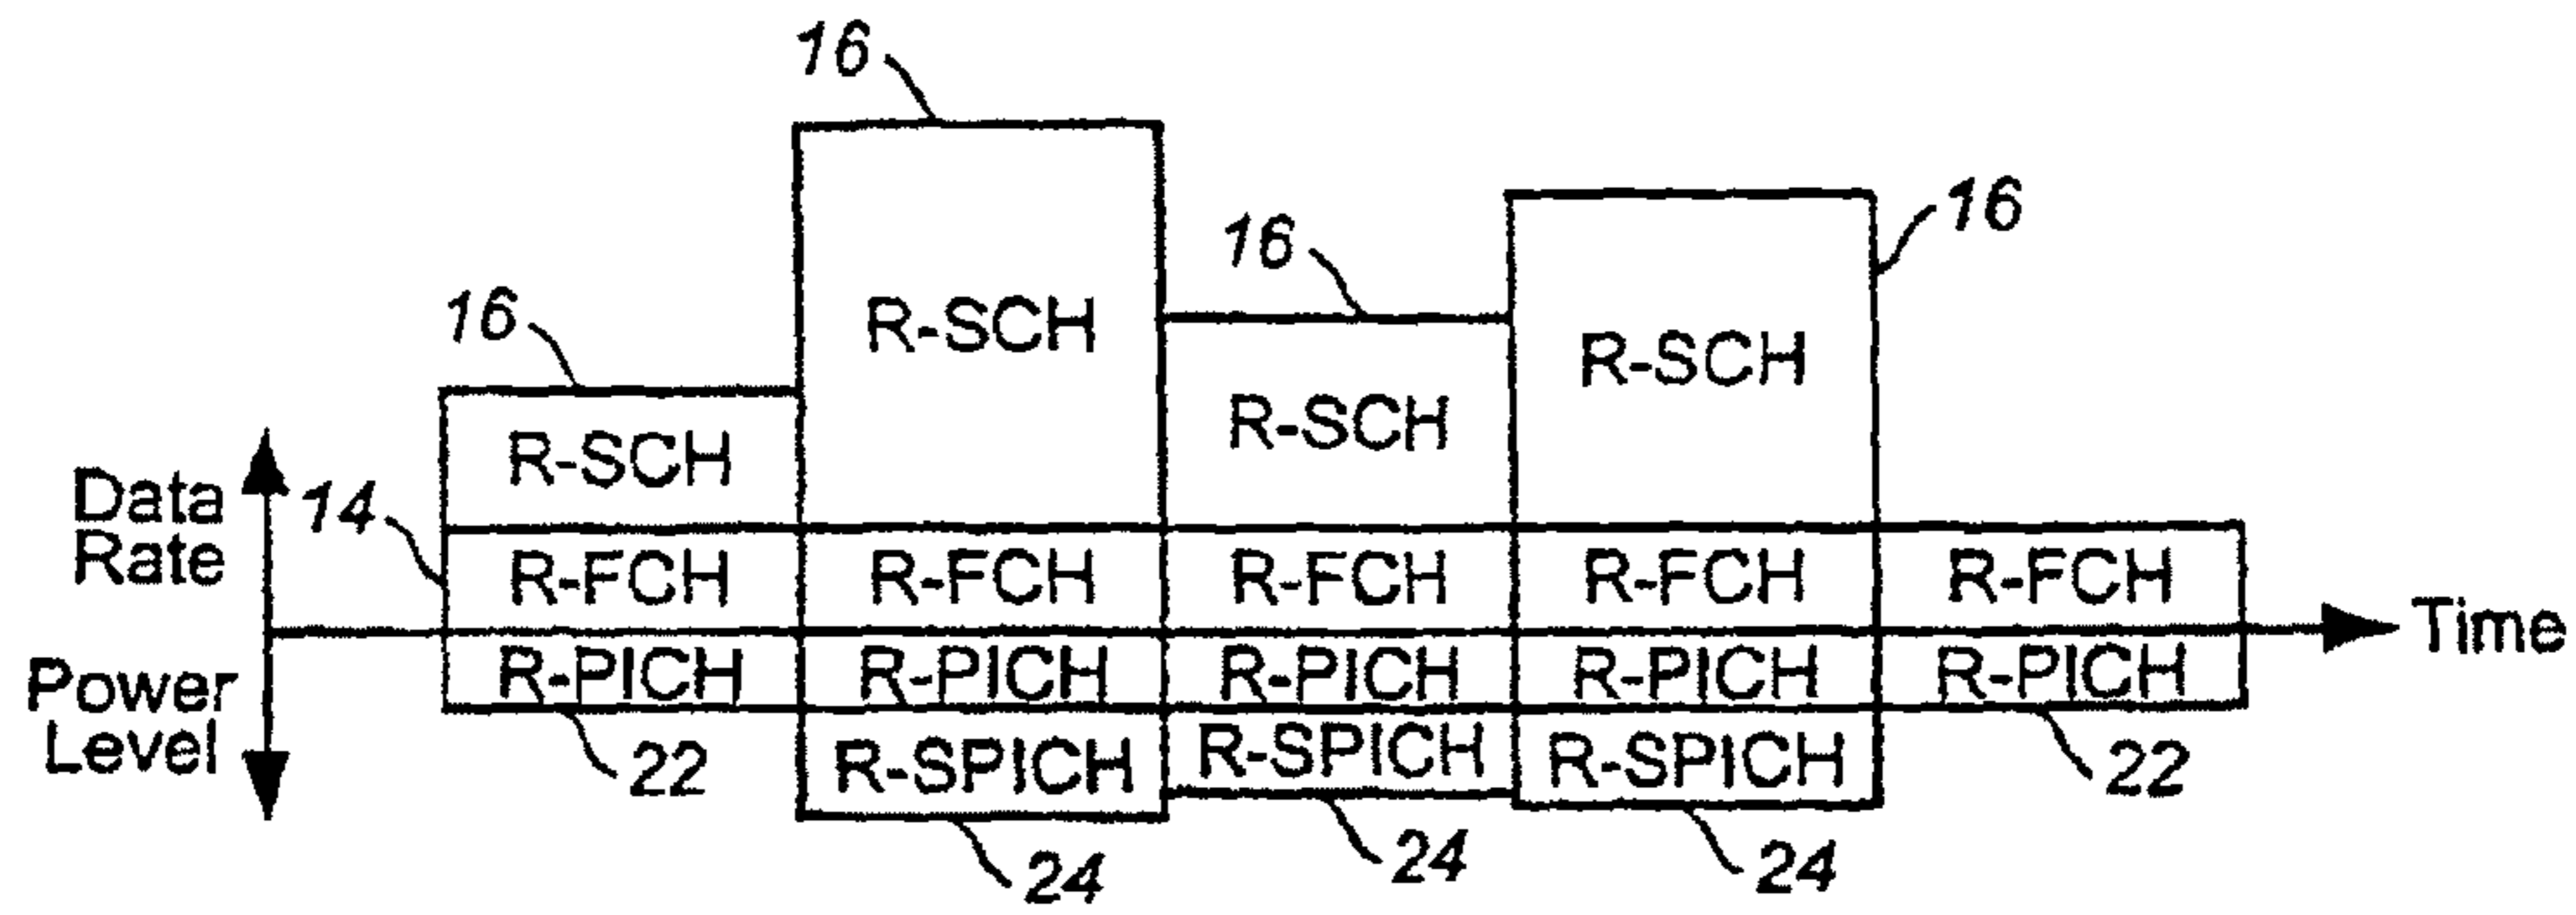 16
16
16
16
R-SCH
R-SCH
R-SCH
R-SCH
Data
Rate
14
R-FCH
R-FCH
R-FCH
R-FCH
R-FCH
Time
Power
Level
R-PICH
R-PICH
R-PICH
R-PICH
R-PICH
22
R-SPICH
R-SPICH
R-SPICH
22
24
24
24